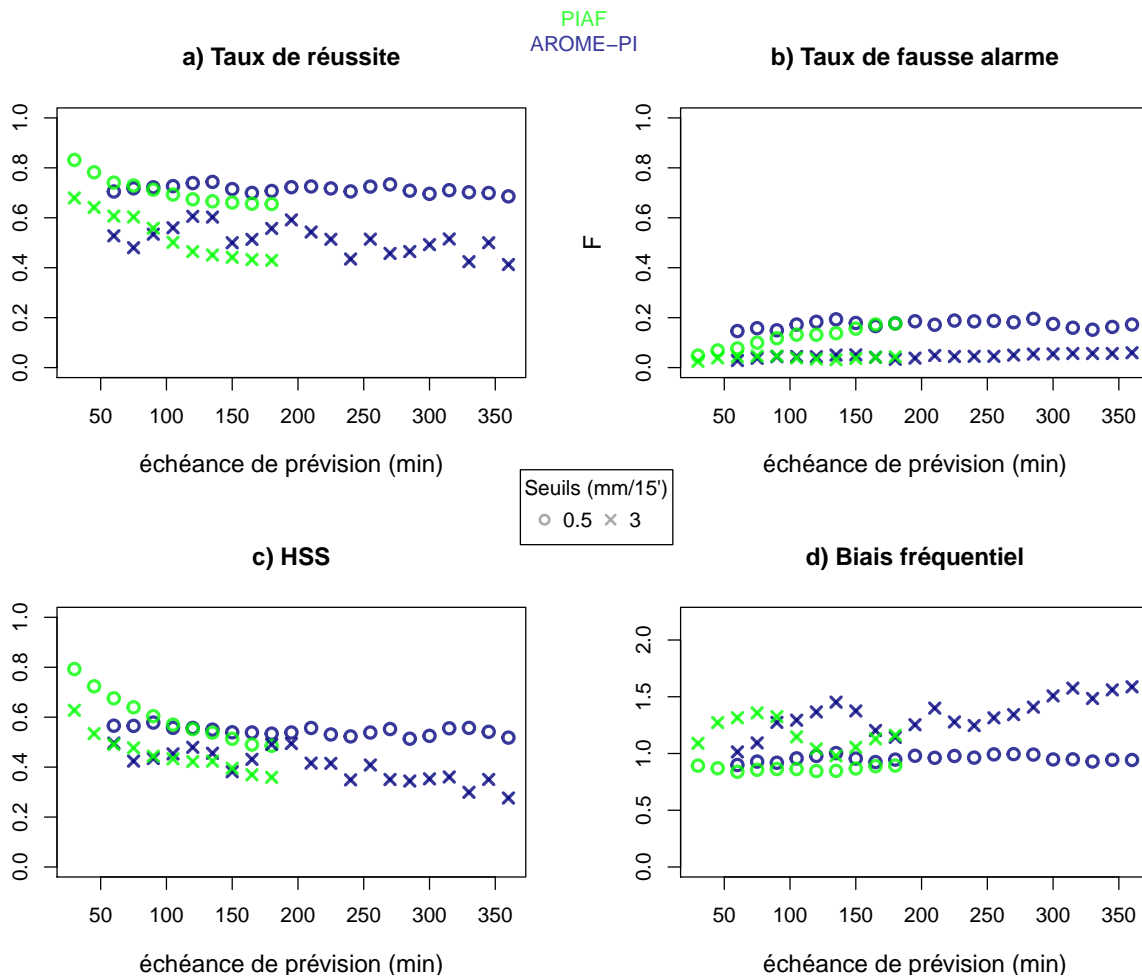 PIAF
AROME−PI
a) Taux de réussite
b) Taux de fausse alarme
0.0 0.2 0.4 0.6 0.8 1.0
50 100 150 200 250 300 350
échéance de prévision (min)
F
0.0 0.2 0.4 0.6 0.8 1.0
50 100 150 200 250 300 350
échéance de prévision (min)
Seuils (mm/15')
0.5 3
c) HSS
d) Biais fréquentiel
0.0 0.2 0.4 0.6 0.8 1.0
50 100 150 200 250 300 350
échéance de prévision (min)
0.0 0.5 1.0 1.5 2.0
50 100 150 200 250 300 350
échéance de prévision (min)